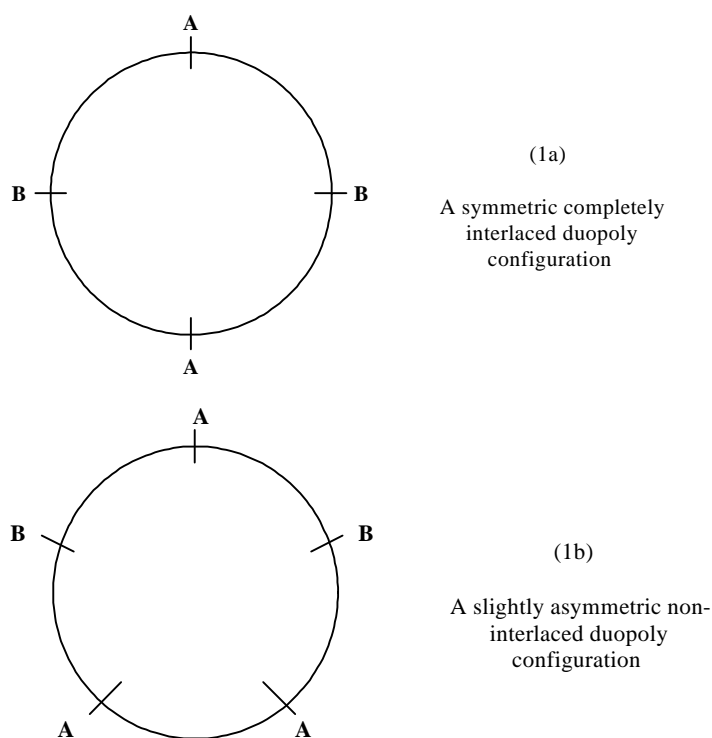 A
B
B
A
(1a)
A symmetric completely
interlaced duopoly
configuration
A
B
B
A
A
(1b)
A slightly asymmetric non-
interlaced duopoly
configuration